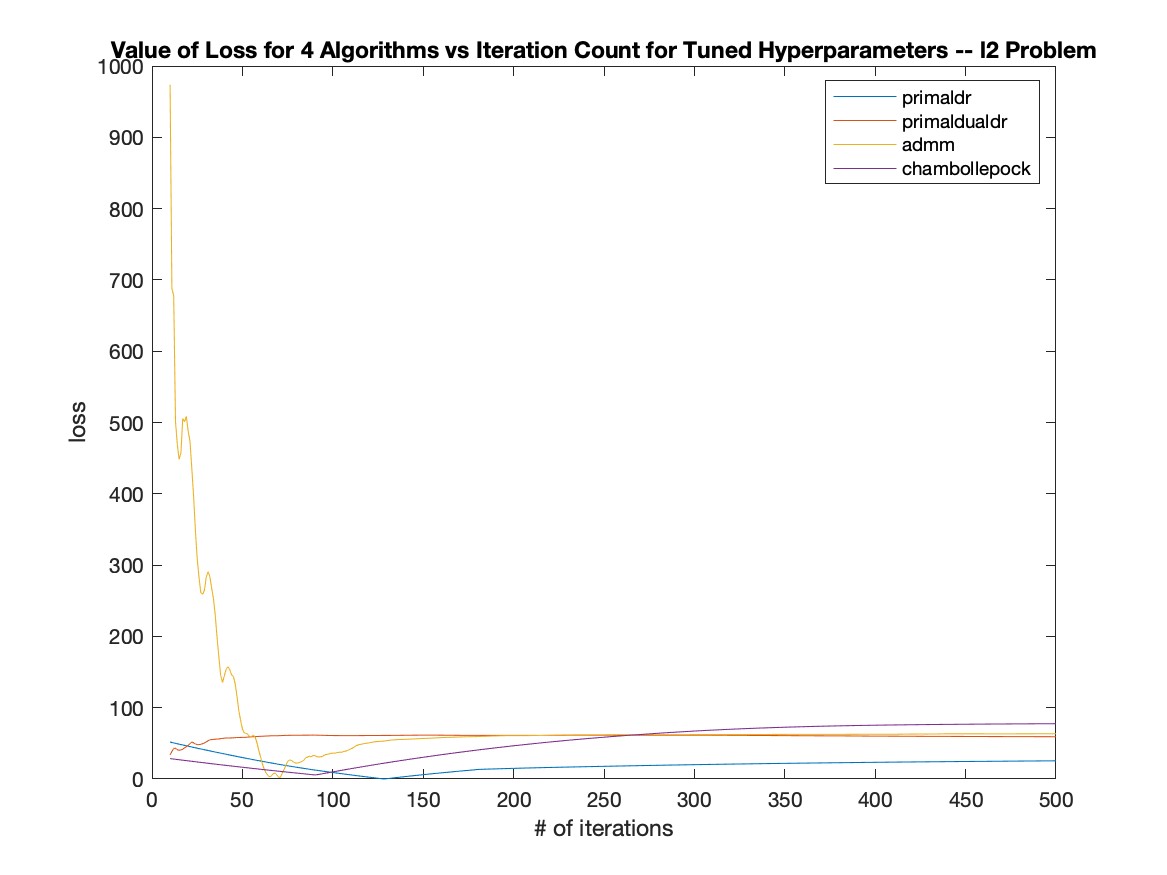 Value of Loss for 4 Algorithms vs Iteration Count for Tuned Hyperparameters -- l2 Problem
1000
900
800
700
600
500
400
300
200
100
0
loss
primaldr
primaldualdr
admm
chambollepock
0 50 100 150 200 250 300 350 400 450 500
# of iterations